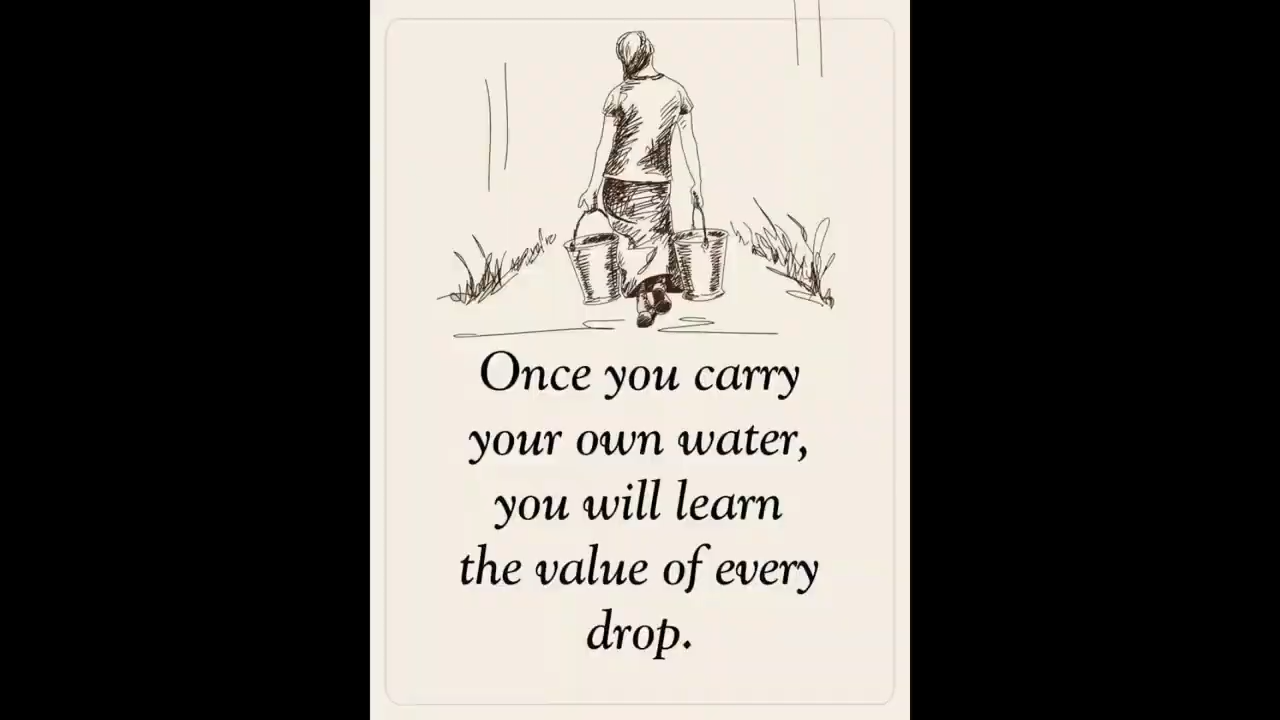 Once you carry
your own water,
you will learn
the value of every
drop.